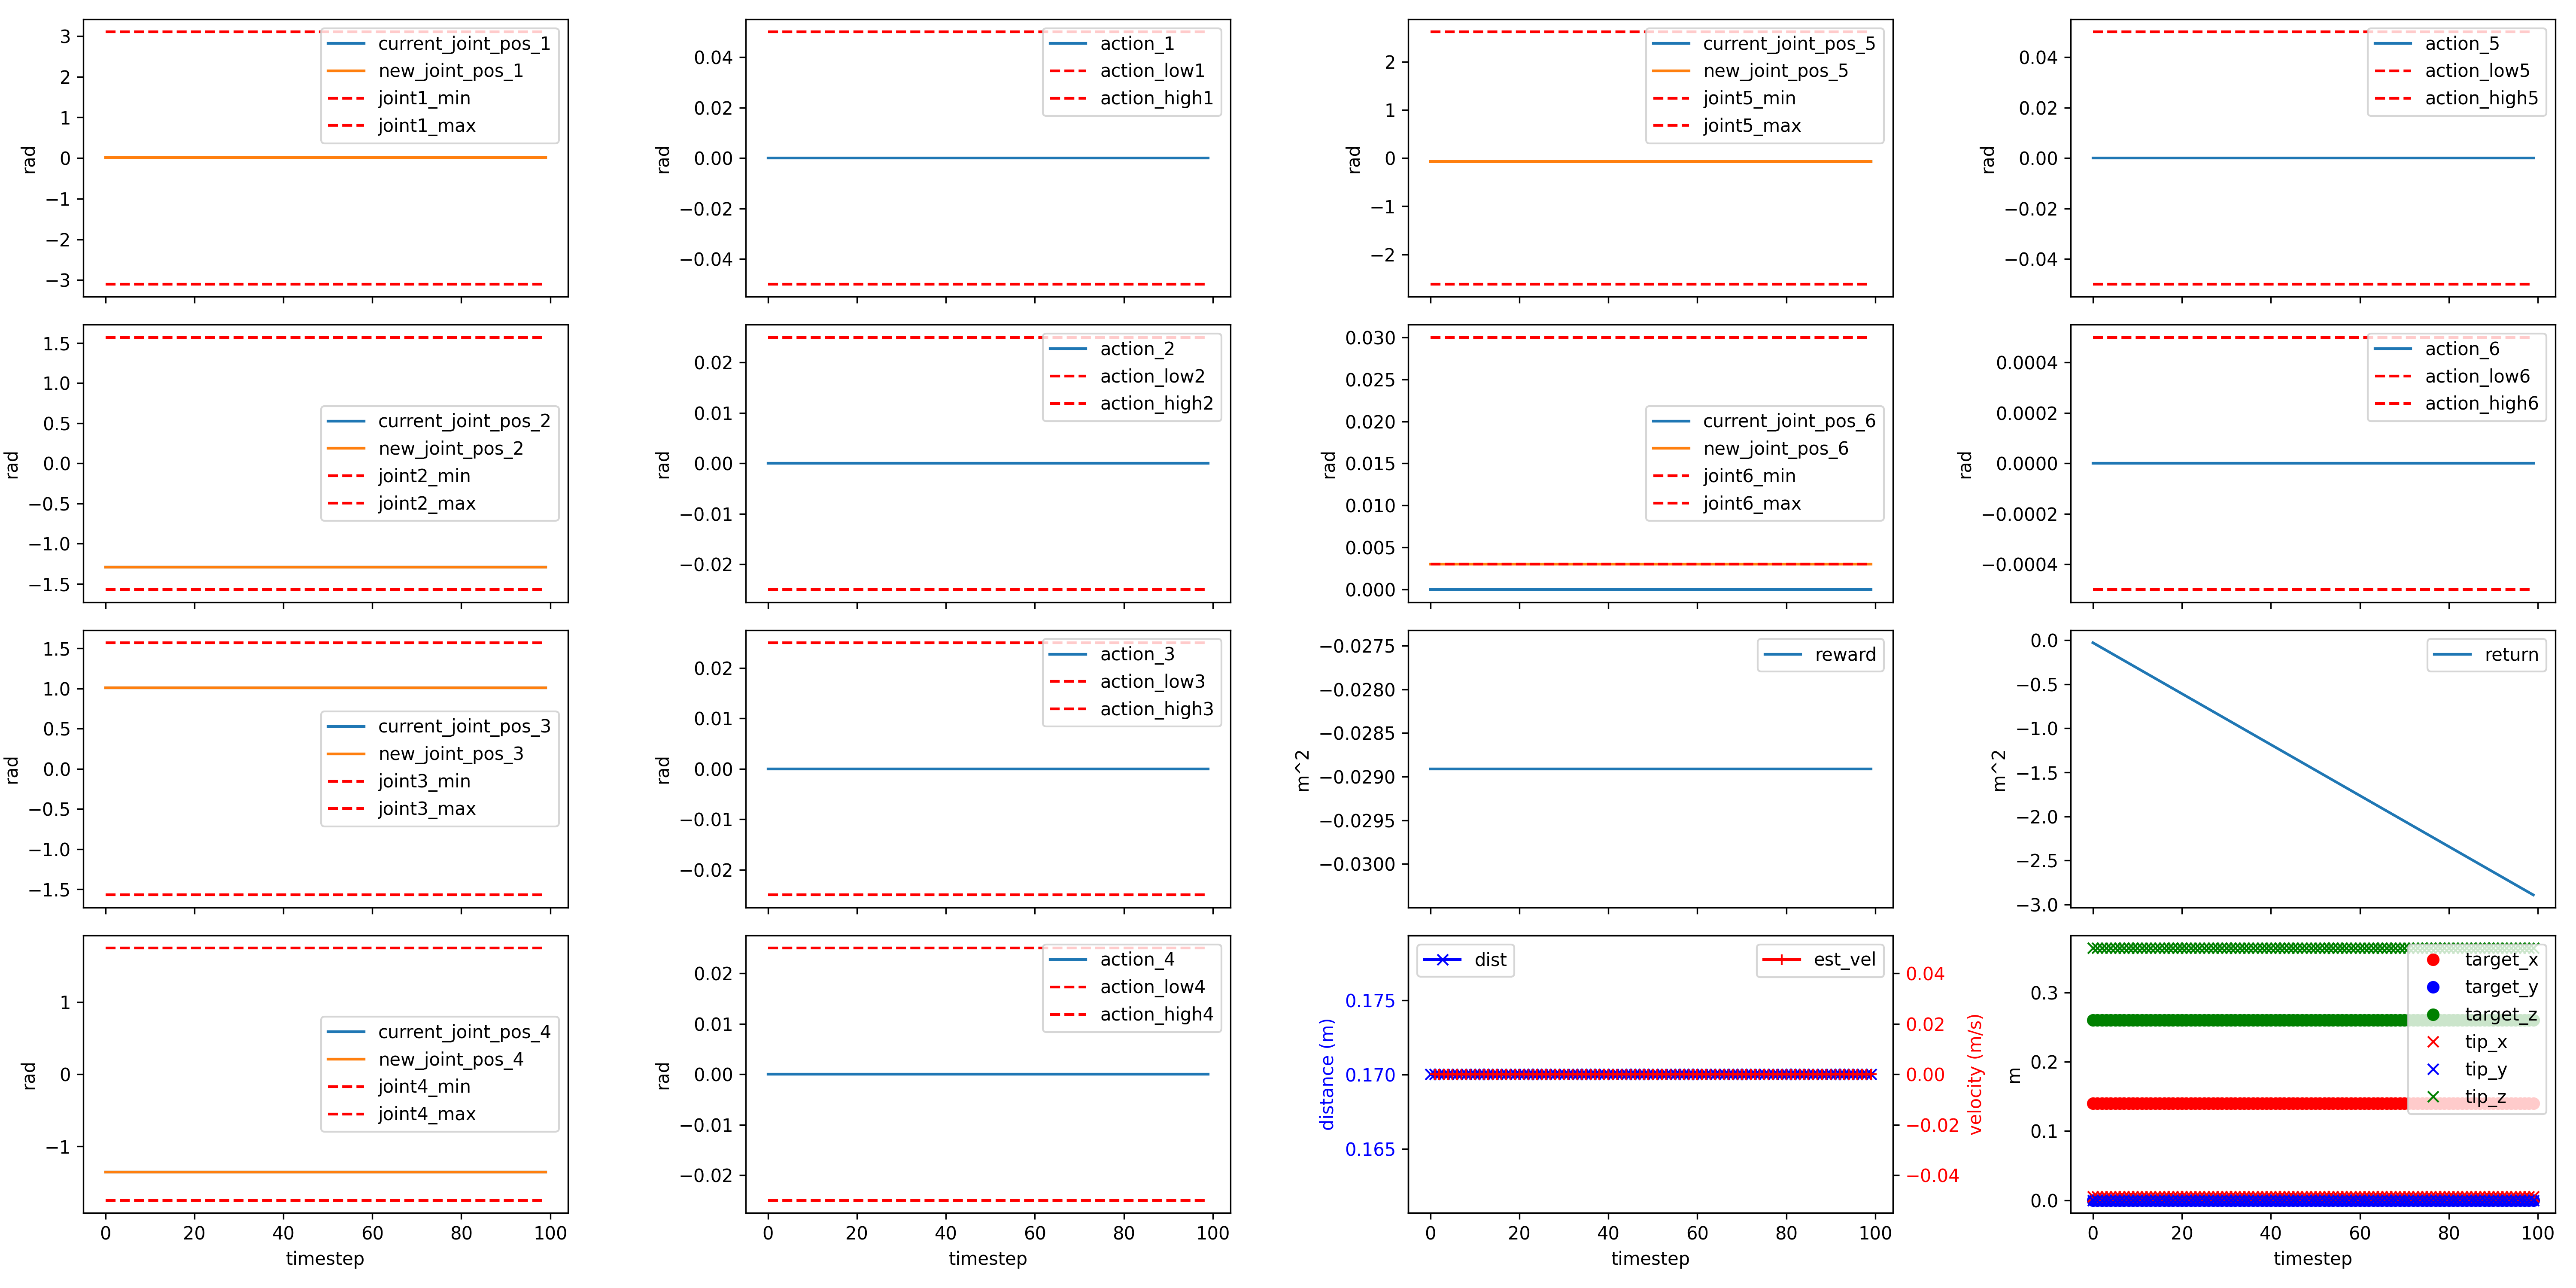 3
2
1
0
−1
−2
−3
rad
current_joint_pos_1
new_joint_pos_1
joint1_min
joint1_max
0.04
0.02
0.00
−0.02
−0.04
rad
action_1
action_low1
action_high1
2
1
0
−1
−2
rad
current_joint_pos_5
new_joint_pos_5
joint5_min
joint5_max
0.04
0.02
0.00
−0.02
−0.04
rad
action_5
action_low5
action_high5
1.5
1.0
0.5
0.0
−0.5
−1.0
−1.5
rad
current_joint_pos_2
new_joint_pos_2
joint2_min
joint2_max
0.02
0.01
0.00
−0.01
−0.02
rad
action_2
action_low2
action_high2
0.030
0.025
0.020
0.015
0.010
0.005
0.000
rad
current_joint_pos_6
new_joint_pos_6
joint6_min
joint6_max
0.0004
0.0002
0.0000
−0.0002
−0.0004
rad
action_6
action_low6
action_high6
1.5
1.0
0.5
0.0
−0.5
−1.0
−1.5
rad
current_joint_pos_3
new_joint_pos_3
joint3_min
joint3_max
0.02
0.01
0.00
−0.01
−0.02
rad
action_3
action_low3
action_high3
−0.0275
−0.0280
−0.0285
−0.0290
−0.0295
−0.0300
m^2
reward
0.0
−0.5
−1.0
−1.5
−2.0
−2.5
−3.0
m^2
return
1
0
−1
rad
current_joint_pos_4
new_joint_pos_4
joint4_min
joint4_max
0 20 40 60 80 100
timestep
0.02
0.01
0.00
−0.01
−0.02
rad
action_4
action_low4
action_high4
0 20 40 60 80 100
timestep
0.175
0.170
0.165
distance (m)
dist
est_vel
0.04
0.02
0.00
−0.02
−0.04
velocity (m/s)
0 20 40 60 80 100
timestep
0.3
0.2
0.1
0.0
m
target_x
target_y
target_z
tip_x
tip_y
tip_z
0 20 40 60 80 100
timestep